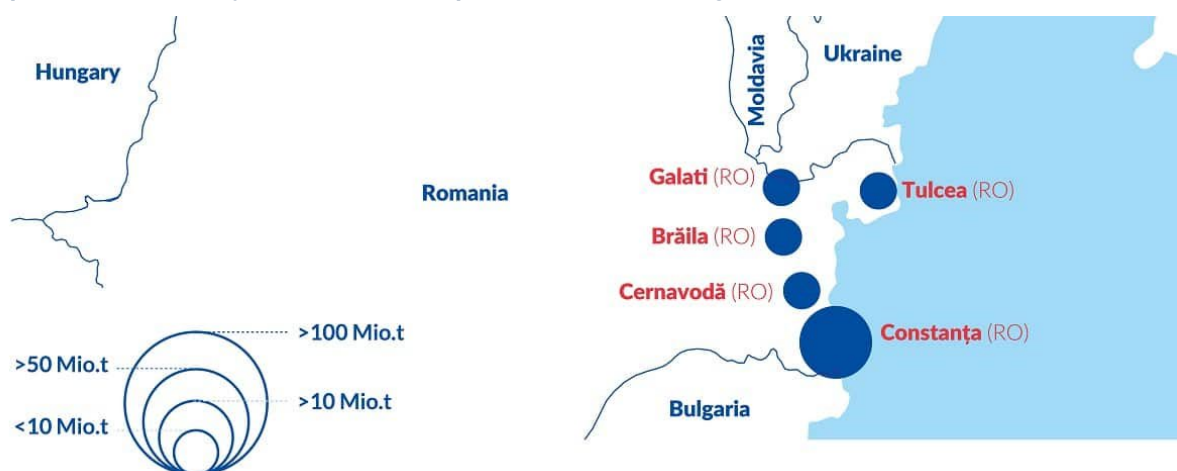 Hungary
Moldavia
Ukraine
Romania
Galati (RO)
Tulcea (RO)
Brăila (RO)
Cernavodă (RO)
Constanța (RO)
Bulgaria
>100 Mio.t
>50 Mio.t
>10 Mio.t
<10 Mio.t